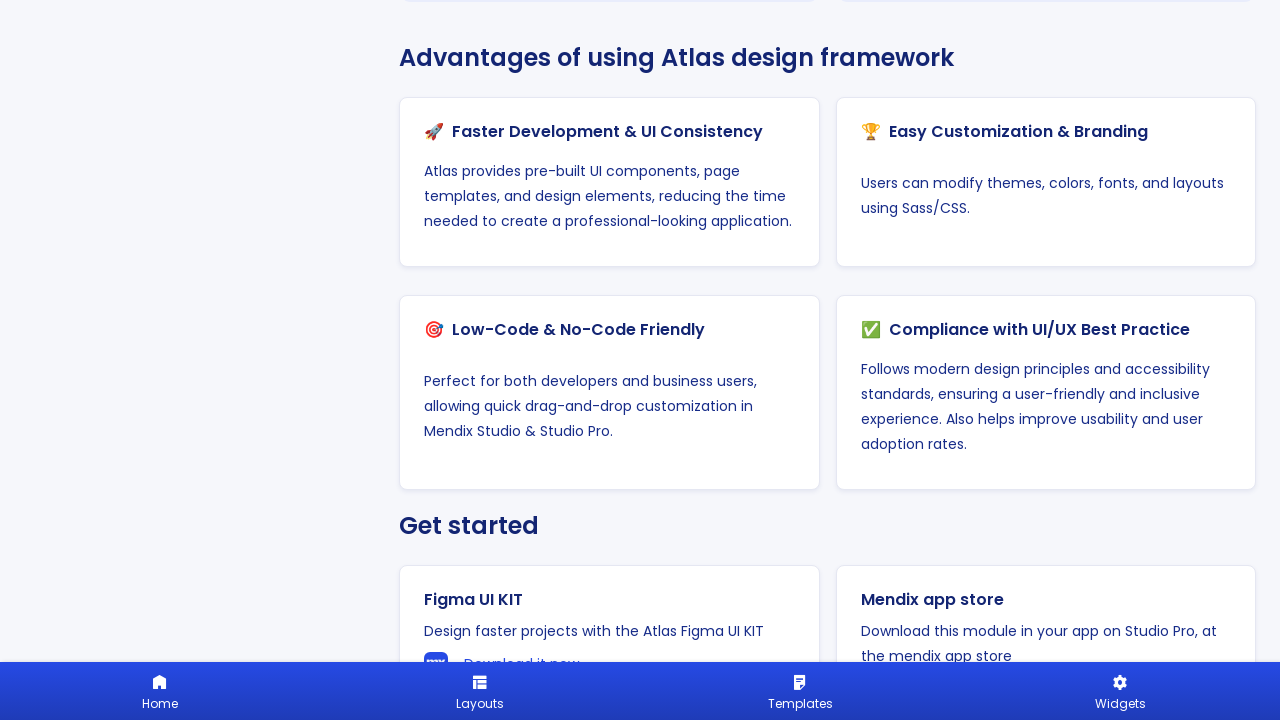 Advantages of using Atlas design framework
🚀 Faster Development & UI Consistency
Atlas provides pre-built UI components, page
templates, and design elements, reducing the time
needed to create a professional-looking application.
🏆 Easy Customization & Branding
Users can modify themes, colors, fonts, and layouts
using Sass/CSS.
🎯 Low-Code & No-Code Friendly
Perfect for both developers and business users,
allowing quick drag-and-drop customization in
Mendix Studio & Studio Pro.
✅ Compliance with UI/UX Best Practice
Follows modern design principles and accessibility
standards, ensuring a user-friendly and inclusive
experience. Also helps improve usability and user
adoption rates.
Get started
Figma UI KIT
Design faster projects with the Atlas Figma UI KIT
Download it now
Mendix app store
Download this module in your app on Studio Pro, at
the mendix app store
Home
Layouts
Templates
Widgets